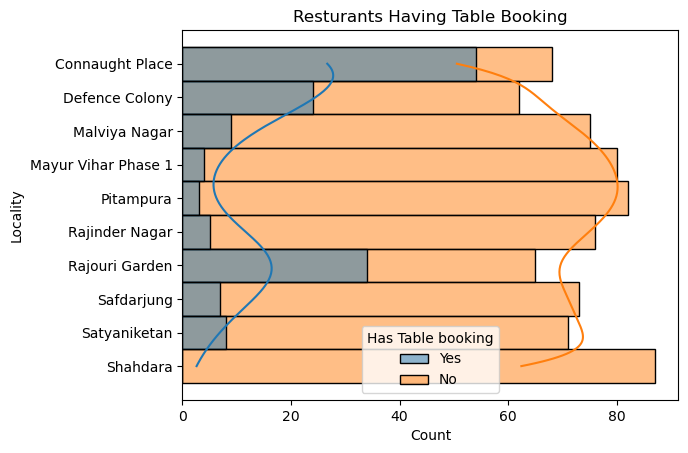 Resturants Having Table Booking
Locality
Connaught Place
Defence Colony
Malviya Nagar
Mayur Vihar Phase 1
Pitampura
Rajinder Nagar
Rajouri Garden
Safdarjung
Satyaniketan
Shahdara
Has Table booking
Yes
No
0 20 40 60 80
Count